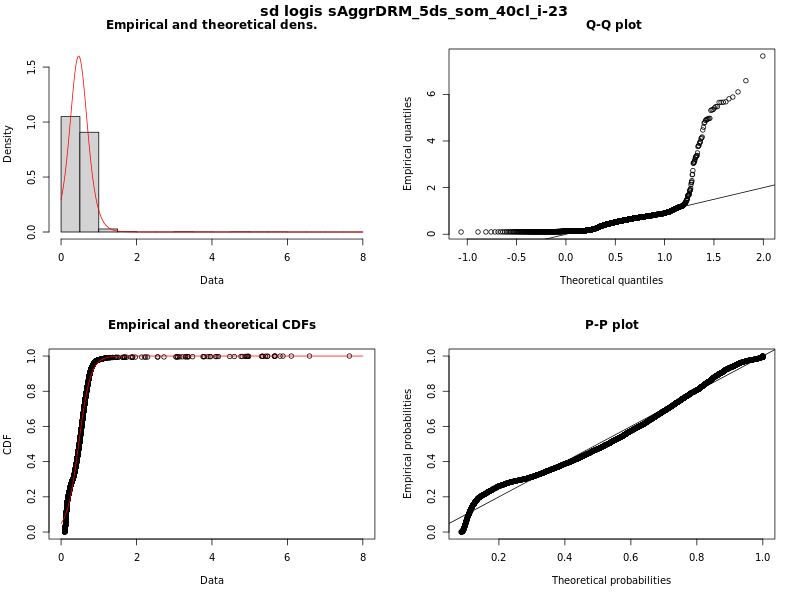 sd logis sAggrDRM_5ds_som_40cl_i-23
Empirical and theoretical dens.
Density
0.0 0.5 1.0 1.5
0 2 4 6 8
Data
Q-Q plot
Empirical quantiles
0 2 4 6
-1.0 -0.5 0.0 0.5 1.0 1.5 2.0
Theoretical quantiles
Empirical and theoretical CDFs
CDF
0.0 0.2 0.4 0.6 0.8 1.0
0 2 4 6 8
Data
P-P plot
Empirical probabilities
0.0 0.2 0.4 0.6 0.8 1.0
0.2 0.4 0.6 0.8 1.0
Theoretical probabilities